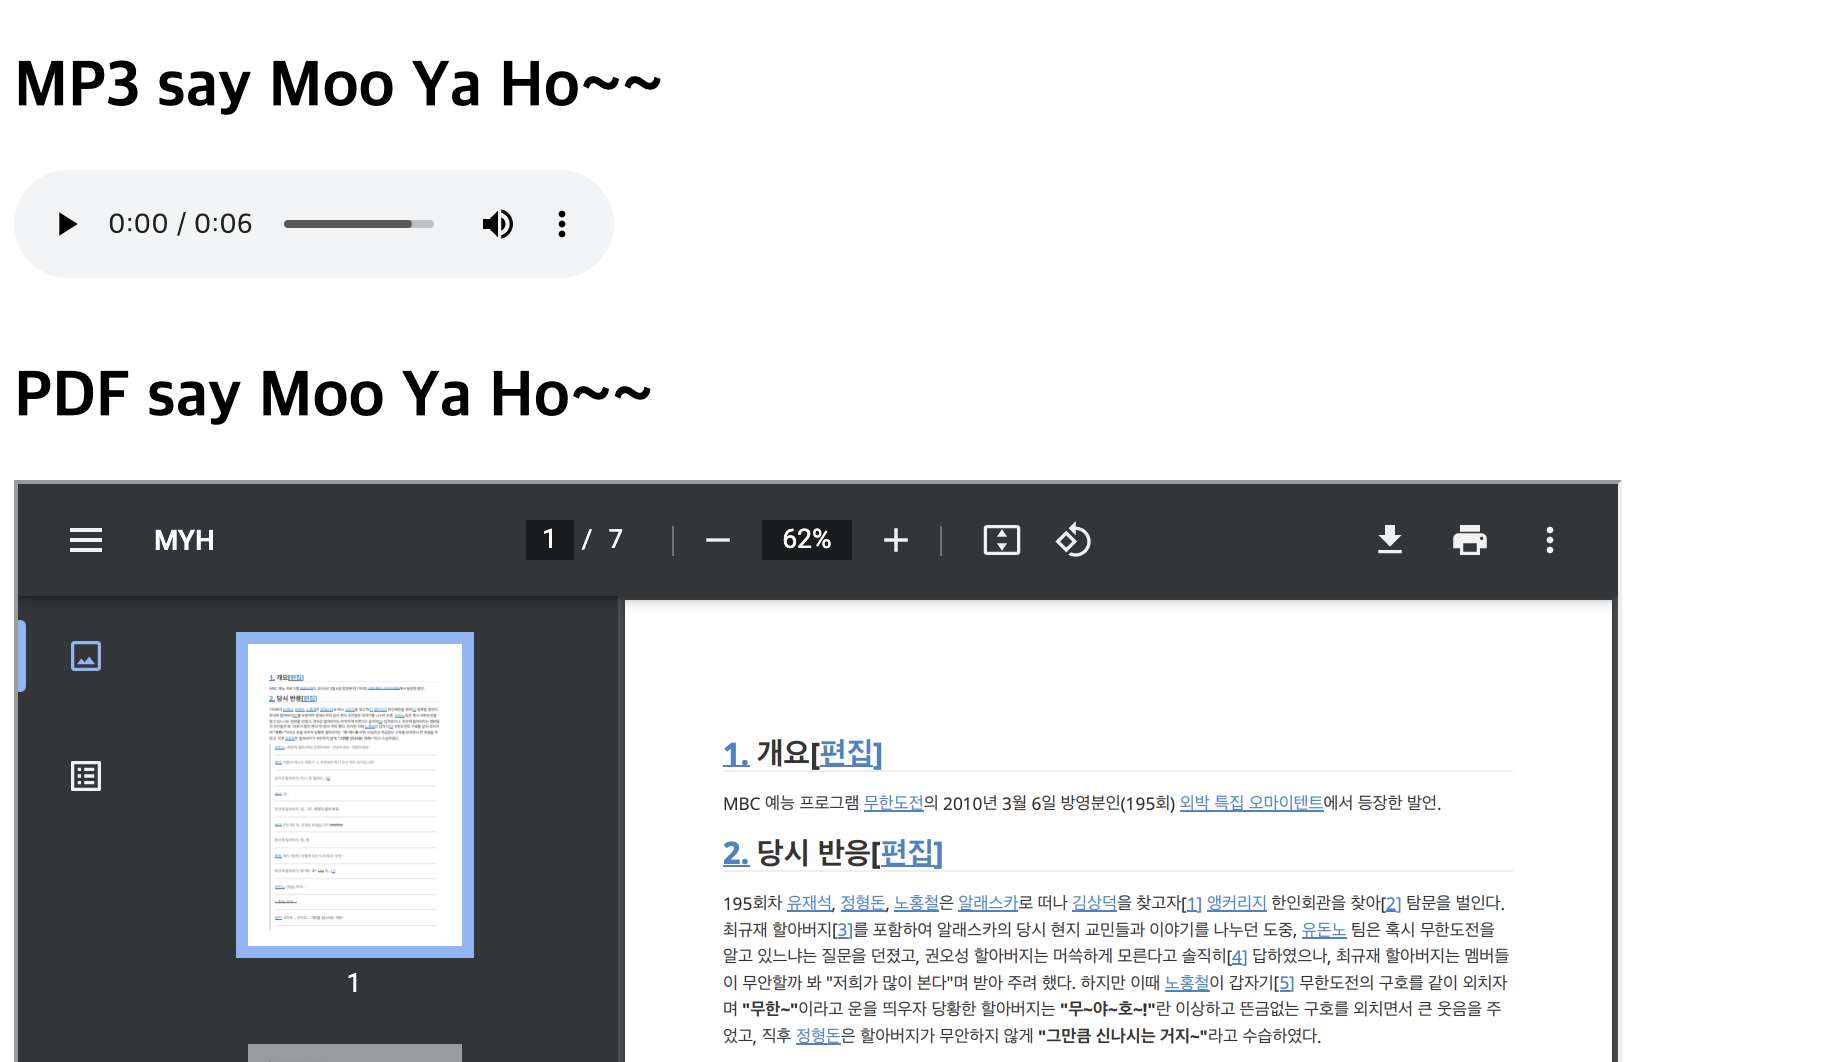 MP3 say Moo Ya Ho~~
0:00 / 0:06
PDF say Moo Ya Ho~~
MYH
1 / 7
62%
1. 개요[편집]
2. 당시 반응[편집]
1
1. 개요[편집]
MBC 예능 프로그램 무한도전의 2010년 3월 6일 방영분인(195회) 외박 특집 오마이텐트에서 등장한 발언.
2. 당시 반응[편집]
195회차 유재석, 정형돈, 노홍철은 알래스카로 떠나 김상덕을 찾고자[1] 앵커리지 한인회관을 찾아[2] 탐문을 벌인다.
최규재 할아버지[3]를 포함하여 알래스카의 당시 현지 교민들과 이야기를 나누던 도중, 유돈노 팀은 혹시 무한도전을
알고 있느냐는 질문을 던졌고, 권오성 할아버지는 머쓱하게 모른다고 솔직히[4] 답하였으나, 최규재 할아버지는 멤버들
이 무안할까 봐 "저희가 많이 본다"며 받아 주려 했다. 하지만 이때 노홍철이 갑자기[5] 무한도전의 구호를 같이 외치자
며 "무한~"이라고 운을 띄우자 당황한 할아버지는 "무~야~호~!"란 이상하고 뜬금없는 구호를 외치면서 큰 웃음을 주
었고, 직후 정형돈은 할아버지가 무안하지 않게 "그만큼 신나시는 거지~"라고 수습하였다.